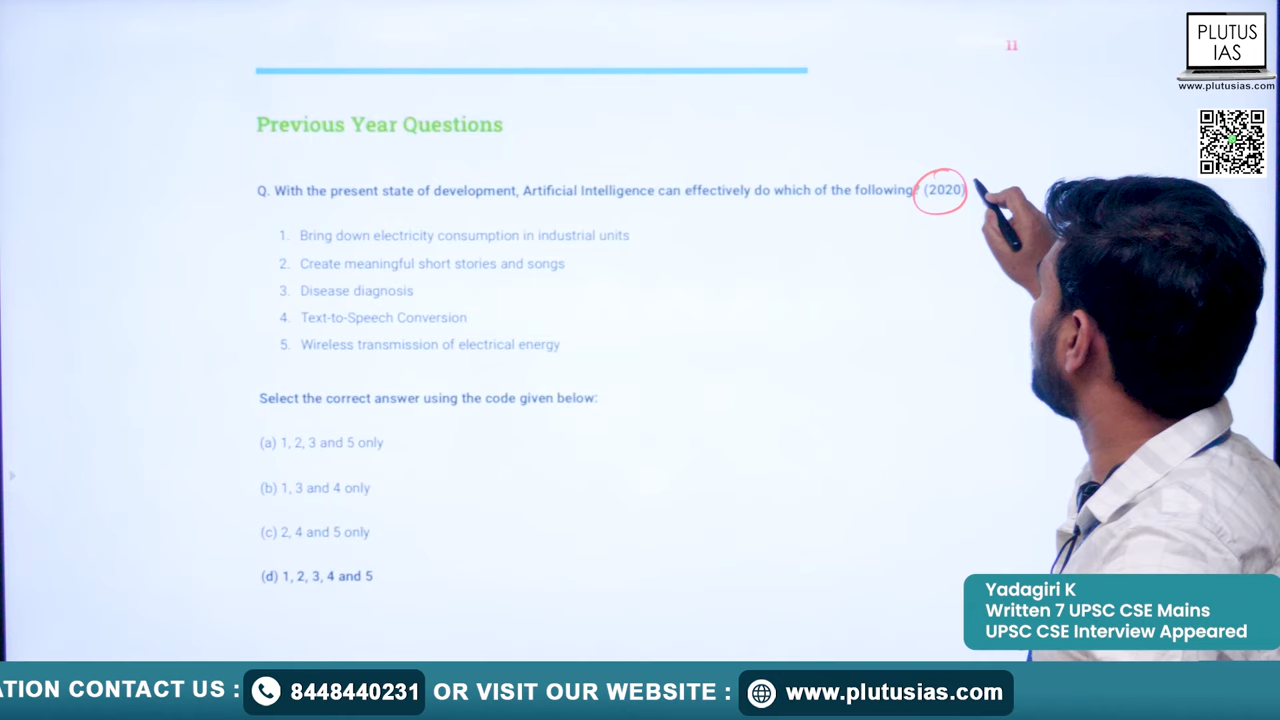 11
PLUTUS
IAS
www.plutusias.com
Previous Year Questions
Q. With the present state of development, Artificial Intelligence can effectively do which of the following? (2020)
1. Bring down electricity consumption in industrial units
2. Create meaningful short stories and songs
3. Disease diagnosis
4. Text-to-Speech Conversion
5. Wireless transmission of electrical energy
Select the correct answer using the code given below:
(a) 1, 2, 3 and 5 only
(b) 1, 3 and 4 only
(c) 2, 4 and 5 only
(d) 1, 2, 3, 4 and 5
Yadagiri K
Written 7 UPSC CSE Mains
UPSC CSE Interview Appeared
ATION CONTACT US : 8448440231 OR VISIT OUR WEBSITE : www.plutusias.com